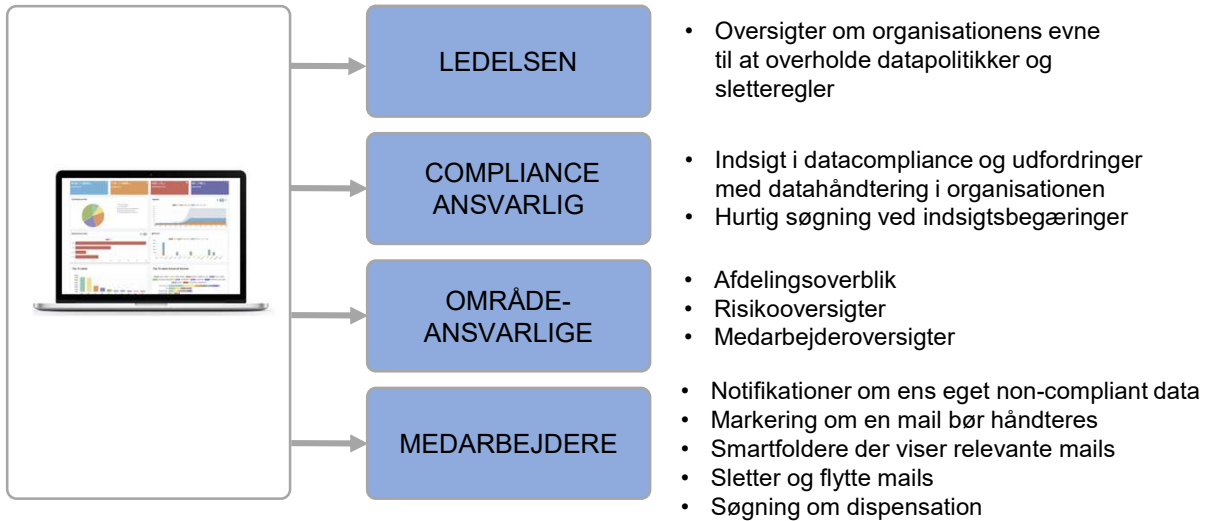 LEDELSEN
• Oversigter om organisationens evne
til at overholde datapolitikker og
sletteregler
COMPLIANCE
ANSVARLIG
• Indsigt i datacompliance og udfordringer
med datahåndtering i organisationen
• Hurtig søgning ved indsigtsbegæringer
OMRÅDE-
ANSVARLIGE
• Afdelingsoverblik
• Risikooversigter
• Medarbejderoversigter
MEDARBEJDERE
• Notifikationer om ens eget non-compliant data
• Markering om en mail bør håndteres
• Smartfoldere der viser relevante mails
• Sletter og flytte mails
• Søgning om dispensation